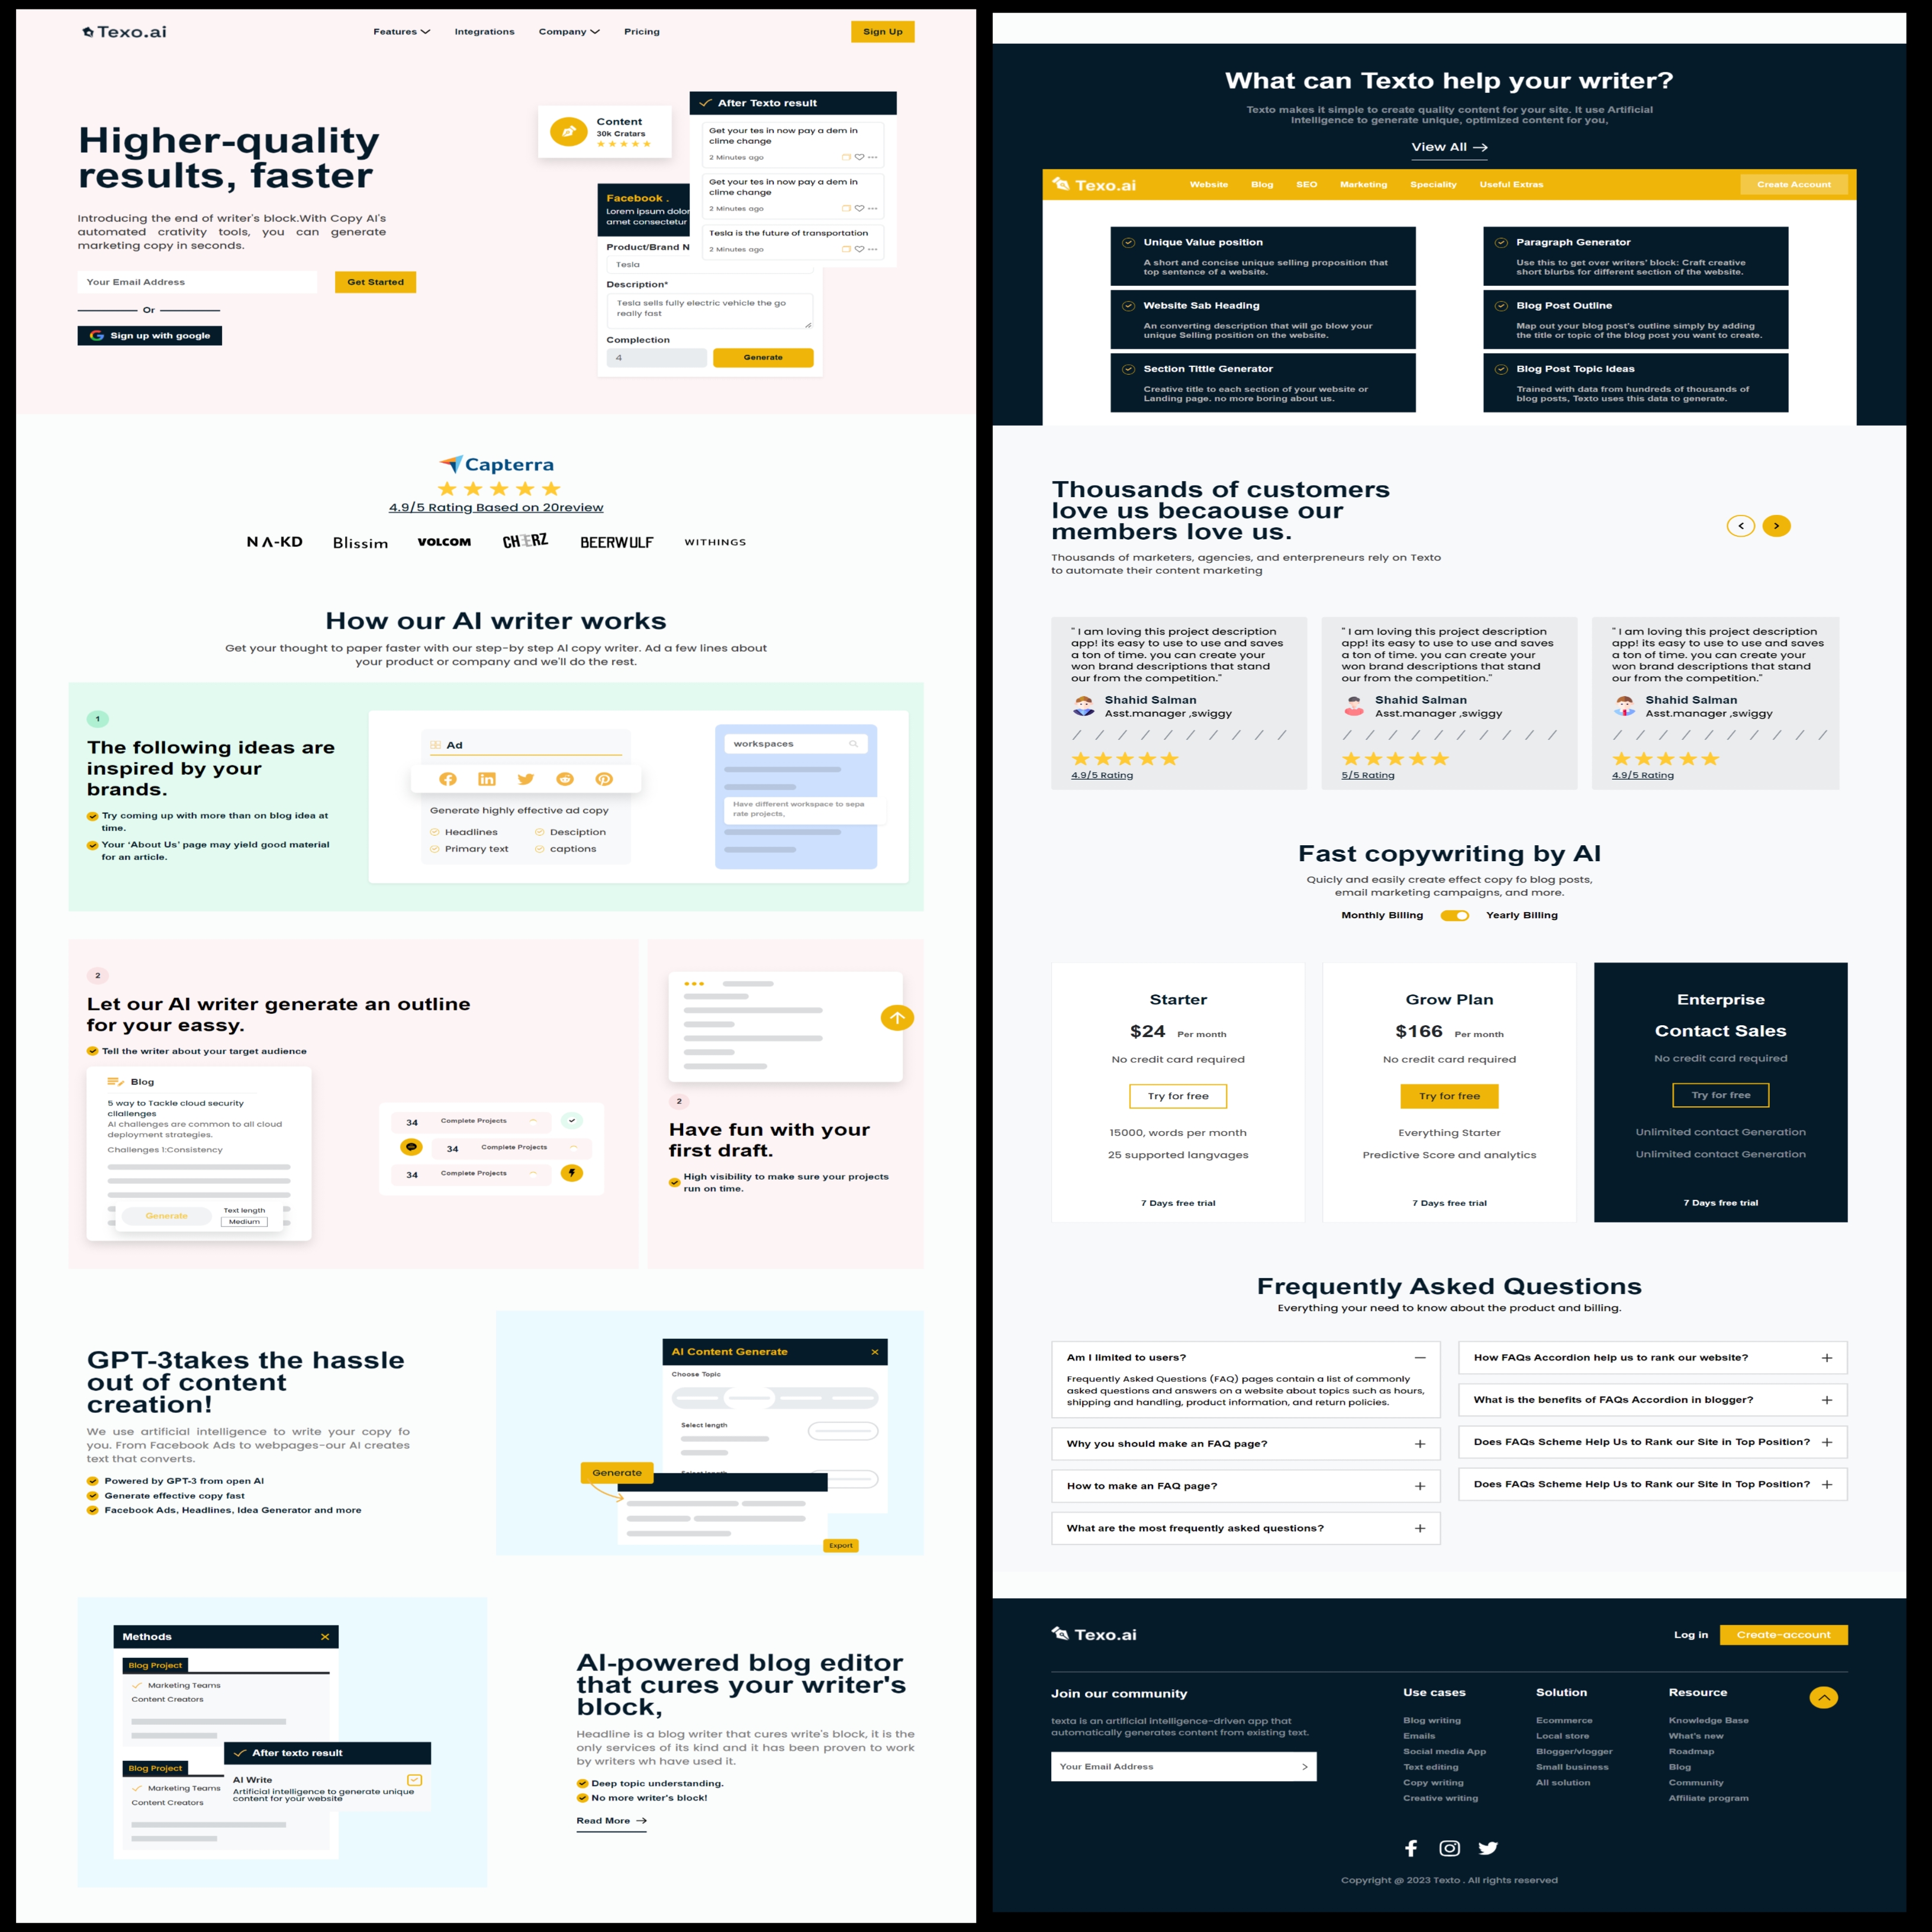 Texo.ai
Features
Integrations
Company
Pricing
Sign Up
Higher-quality
results, faster
Introducing the end of writer's block.With Copy AI's
automated crativity tools, you can generate
marketing copy in seconds.
Your Email Address
Get Started
Or
Sign up with google
Content
30k Cratars
After Texto result
Get your tes in now pay a dem in
clime change
2 Minutes ago
Get your tes in now pay a dem in
clime change
2 Minutes ago
Tesla is the future of transportation
2 Minutes ago
Facebook .
Lorem ipsum dolor
amet consectetur
Product/Brand N
Tesla
Description*
Tesla sells fully electric vehicle the go
really fast
Complection
4
Generate
Capterra
4.9/5 Rating Based on 20review
NA-KD
Blissim
VOLCOM
CHEERZ
BEERWULF
WITHINGS
How our AI writer works
Get your thought to paper faster with our step-by step AI copy writer. Ad a few lines about
your product or company and we'll do the rest.
1
The following ideas are
inspired by your
brands.
Try coming up with more than on blog idea at
time.
Your ‘About Us’ page may yield good material
for an article.
Ad
Generate highly effective ad copy
Headlines
Desciption
Primary text
captions
workspaces
Have different workspace to sepa
rate projects,
2
Let our AI writer generate an outline
for your eassy.
Tell the writer about your target audience
Blog
5 way to Tackle cloud security
cllallenges
AI challenges are common to all cloud
deployment strategies.
Challenges 1:Consistency
Generate
Text length
Medium
34 Complete Projects
34 Complete Projects
34 Complete Projects
2
Have fun with your
first draft.
High visibility to make sure your projects
run on time.
GPT-3takes the hassle
out of content
creation!
We use artificial intelligence to write your copy fo
you. From Facebook Ads to webpages-our AI creates
text that converts.
Powered by GPT-3 from open AI
Generate effective copy fast
Facebook Ads, Headlines, Idea Generator and more
AI Content Generate
Choose Topic
Select length
Select length
Generate
Export
Methods
Blog Project
Marketing Teams
Content Creators
Blog Project
Marketing Teams
Content Creators
After texto result
AI Write
Artificial intelligence to generate unique
content for your website
AI-powered blog editor
that cures your writer's
block,
Headline is a blog writer that cures write's block, it is the
only services of its kind and it has been proven to work
by writers wh have used it.
Deep topic understanding.
No more writer's block!
Read More
What can Texto help your writer?
Texto makes it simple to create quality content for your site. It use Artificial
Intelligence to generate unique, optimized content for you,
View All
Texo.ai
Website
Blog
SEO
Marketing
Speciality
Useful Extras
Create Account
Unique Value position
A short and concise unique selling proposition that
top sentence of a website.
Paragraph Generator
Use this to get over writers' block: Craft creative
short blurbs for different section of the website.
Website Sab Heading
An converting description that will go blow your
unique Selling position on the website.
Blog Post Outline
Map out your blog post's outline simply by adding
the title or topic of the blog post you want to create.
Section Tittle Generator
Creative title to each section of your website or
Landing page. no more boring about us.
Blog Post Topic Ideas
Trained with data from hundreds of thousands of
blog posts, Texto uses this data to generate.
Thousands of customers
love us becaouse our
members love us.
Thousands of marketers, agencies, and enterpreneurs rely on Texto
to automate their content marketing
" I am loving this project description
app! its easy to use to use and saves
a ton of time. you can create your
won brand descriptions that stand
our from the competition."
Shahid Salman
Asst.manager ,swiggy
4.9/5 Rating
" I am loving this project description
app! its easy to use to use and saves
a ton of time. you can create your
won brand descriptions that stand
our from the competition."
Shahid Salman
Asst.manager ,swiggy
5/5 Rating
" I am loving this project description
app! its easy to use to use and saves
a ton of time. you can create your
won brand descriptions that stand
our from the competition."
Shahid Salman
Asst.manager ,swiggy
4.9/5 Rating
Fast copywriting by AI
Quicly and easily create effect copy fo blog posts,
email marketing campaigns, and more.
Monthly Billing
Yearly Billing
Starter
$24 Per month
No credit card required
Try for free
15000, words per month
25 supported langvages
7 Days free trial
Grow Plan
$166 Per month
No credit card required
Try for free
Everything Starter
Predictive Score and analytics
7 Days free trial
Enterprise
Contact Sales
No credit card required
Try for free
Unlimited contact Generation
Unlimited contact Generation
7 Days free trial
Frequently Asked Questions
Everything your need to know about the product and billing.
Am I limited to users?
Frequently Asked Questions (FAQ) pages contain a list of commonly
asked questions and answers on a website about topics such as hours,
shipping and handling, product information, and return policies.
Why you should make an FAQ page?
How to make an FAQ page?
What are the most frequently asked questions?
How FAQs Accordion help us to rank our website?
What is the benefits of FAQs Accordion in blogger?
Does FAQs Scheme Help Us to Rank our Site in Top Position?
Does FAQs Scheme Help Us to Rank our Site in Top Position?
Texo.ai
Log in
Create-account
Join our community
texta is an artificial intelligence-driven app that
automatically generates content from existing text.
Your Email Address
Use cases
Blog writing
Emails
Social media App
Text editing
Copy writing
Creative writing
Solution
Ecommerce
Local store
Blogger/vlogger
Small business
All solution
Resource
Knowledge Base
What's new
Roadmap
Blog
Community
Affiliate program
Copyright @ 2023 Texto . All rights reserved